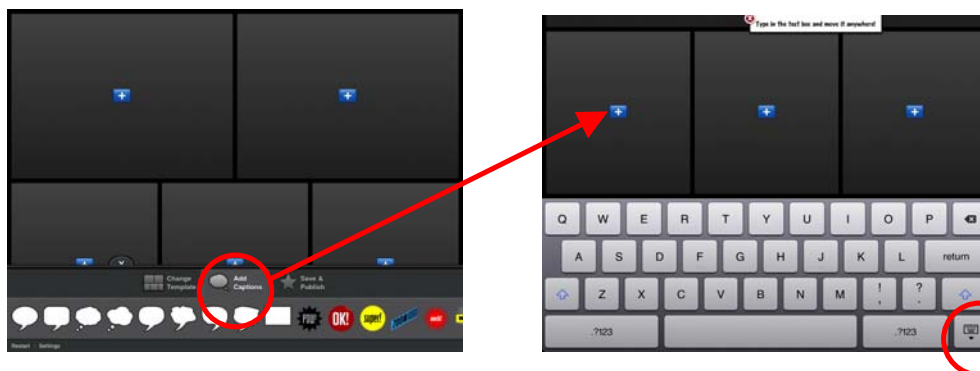 Change
Template
Add
Captions
Save &
Publish
POW
OK!
super!
Restart
Settings
Type in the text box and move it anywhere!
Q W E R T Y U I O P
A S D F G H J K L return
Z X C V B N M ! , ? .
.?123 .?123